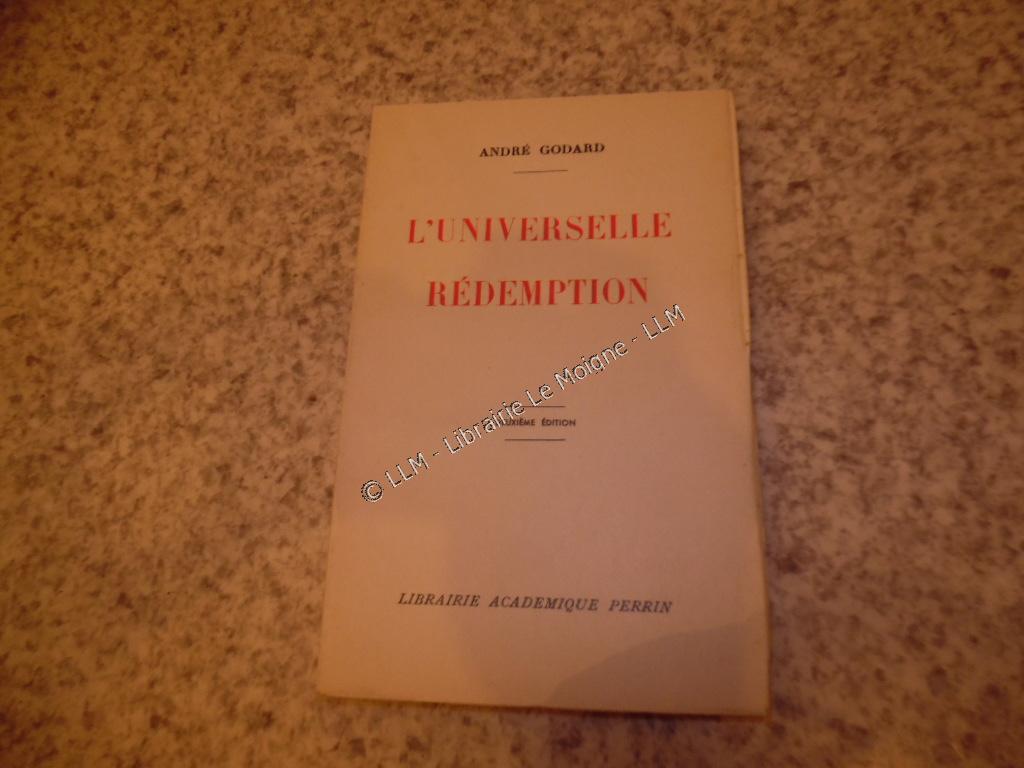 ANDRÉ GODARD
L'UNIVERSELLE
RÉDEMPTION
© LLM - Librairie Le Moigne - LLM
ÉDITION
LIBRAIRIE ACADEMIQUE PERRIN